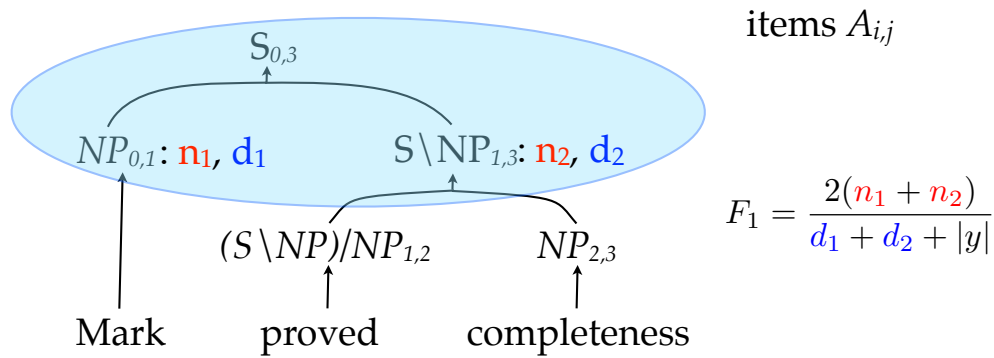 items A_{i,j}
S_{0,3}
NP_{0,1}: n_1, d_1
S\NP_{1,3}: n_2, d_2
F_1 = \frac{2(n_1 + n_2)}{d_1 + d_2 + |y|}
(S\NP)/NP_{1,2}
NP_{2,3}
Mark
proved
completeness